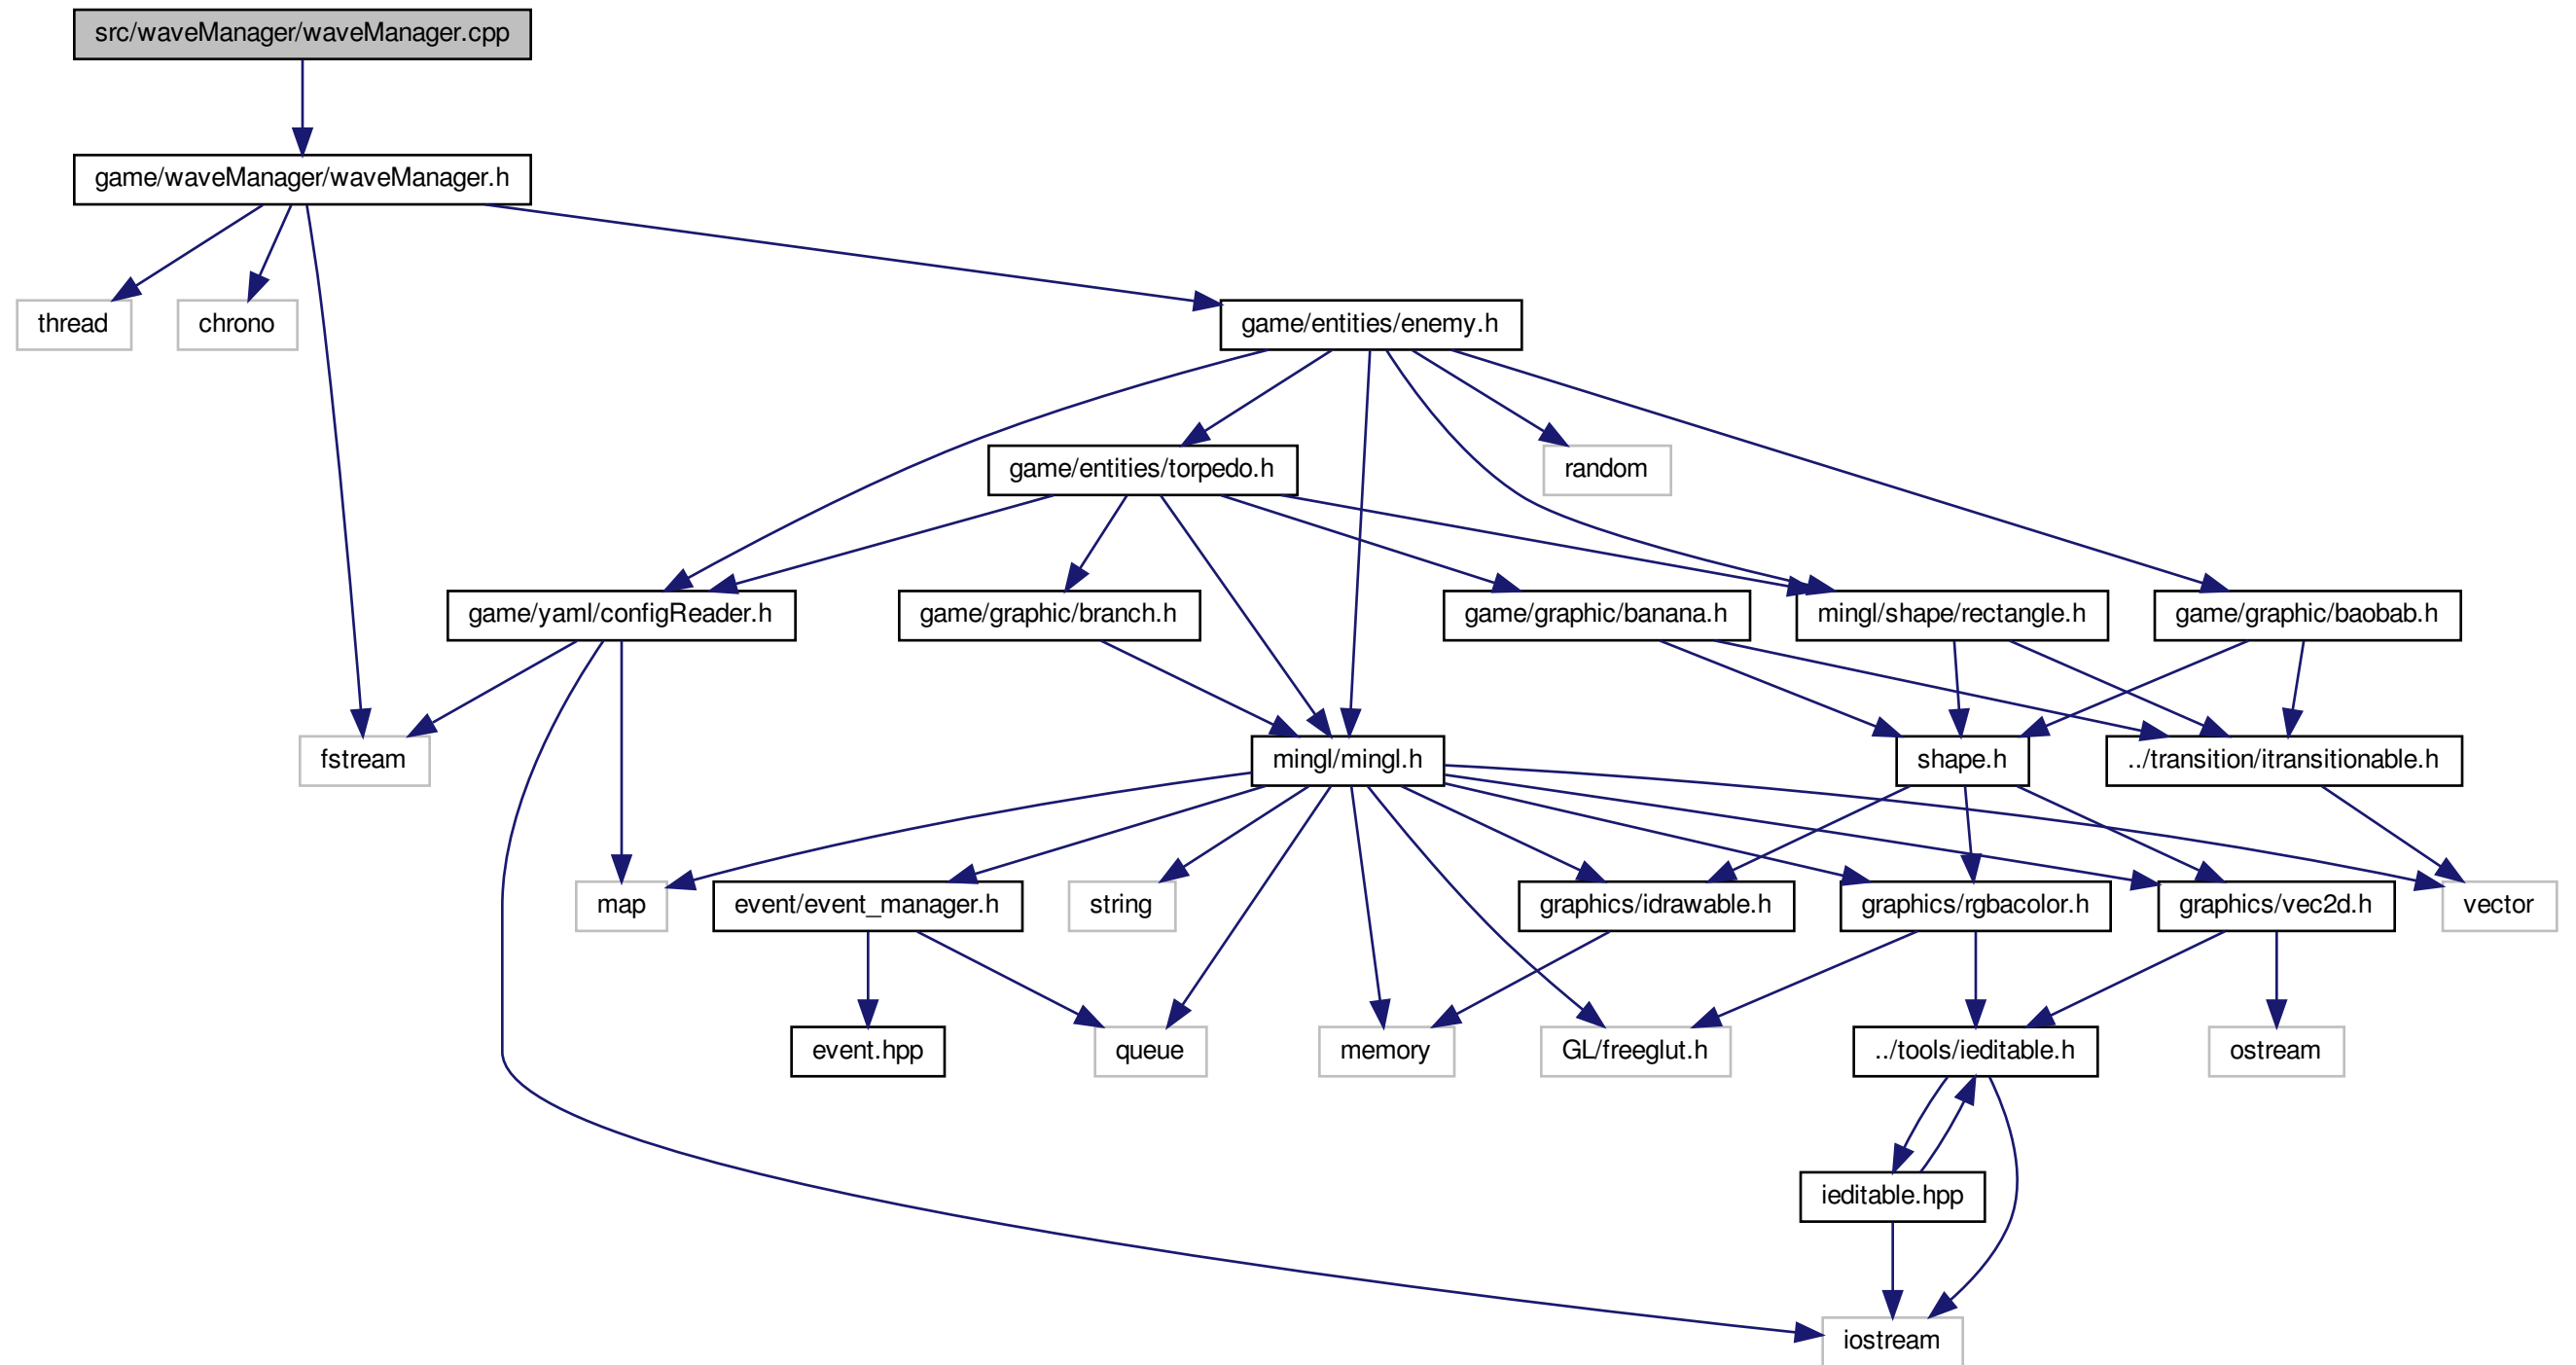 src/waveManager/waveManager.cpp
game/waveManager/waveManager.h
thread
chrono
game/entities/enemy.h
game/entities/torpedo.h
random
game/yaml/configReader.h
game/graphic/branch.h
game/graphic/banana.h
mingl/shape/rectangle.h
game/graphic/baobab.h
fstream
mingl/mingl.h
shape.h
../transition/itransitionable.h
map
event/event_manager.h
string
graphics/idrawable.h
graphics/rgbacolor.h
graphics/vec2d.h
vector
event.hpp
queue
memory
GL/freeglut.h
../tools/ieditable.h
ostream
ieditable.hpp
iostream